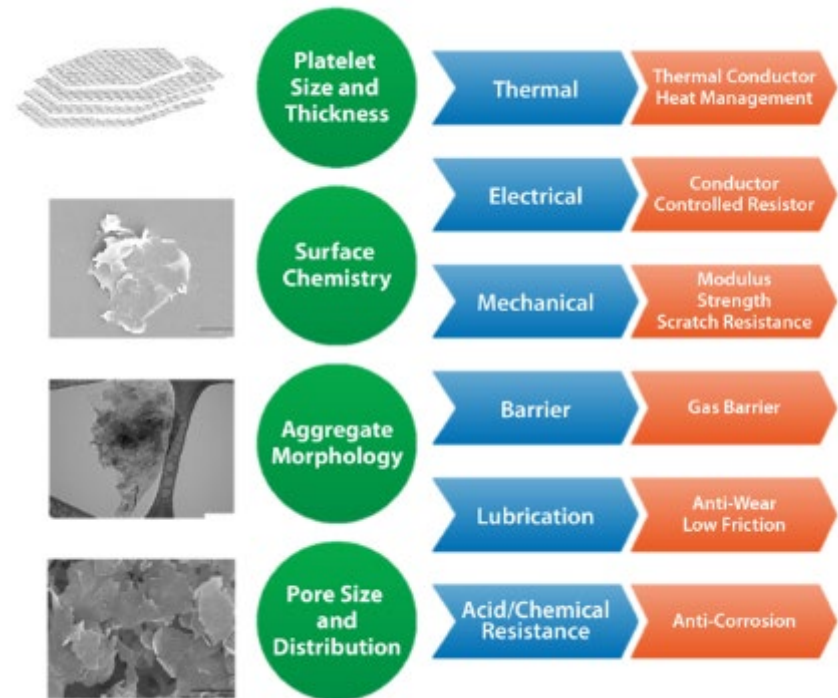 Platelet
Size and
Thickness
Thermal
Thermal Conductor
Heat Management
Electrical
Conductor
Controlled Resistor
Surface
Chemistry
Mechanical
Modulus
Strength
Scratch Resistance
Aggregate
Morphology
Barrier
Gas Barrier
Lubrication
Anti-Wear
Low Friction
Pore Size
and
Distribution
Acid/Chemical
Resistance
Anti-Corrosion